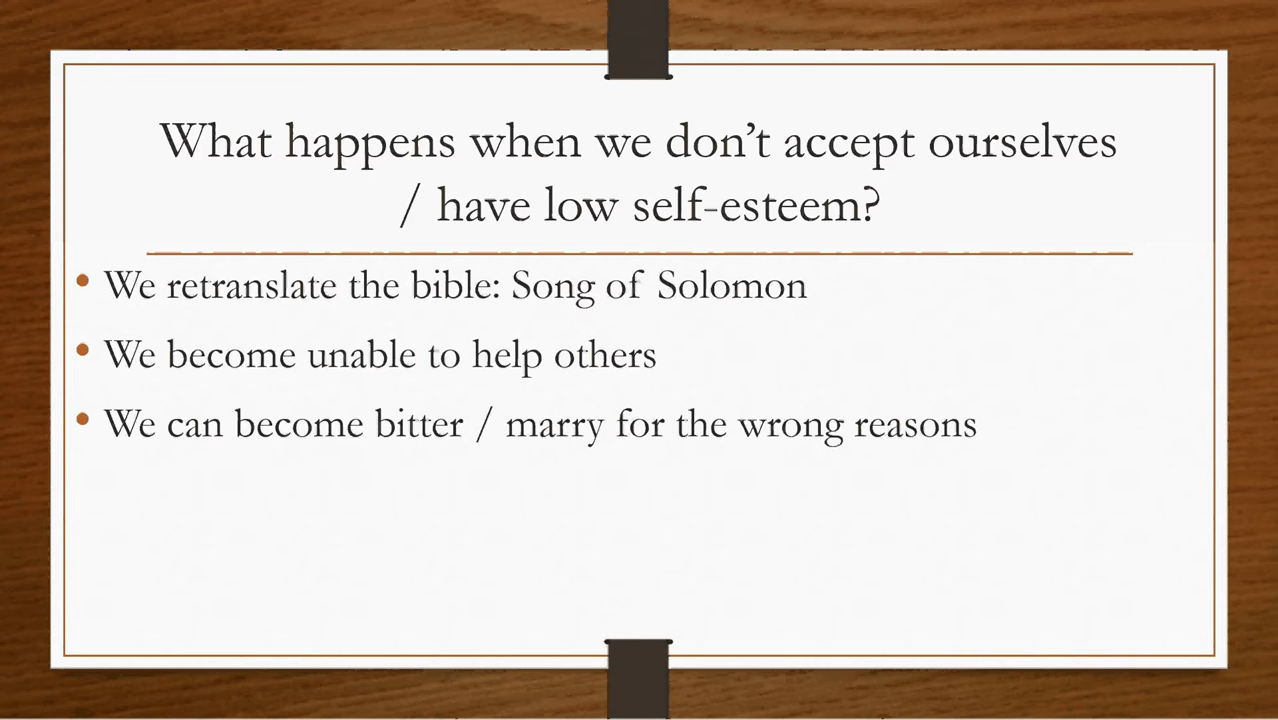 What happens when we don’t accept ourselves
/ have low self-esteem?
• We retranslate the bible: Song of Solomon
• We become unable to help others
• We can become bitter / marry for the wrong reasons